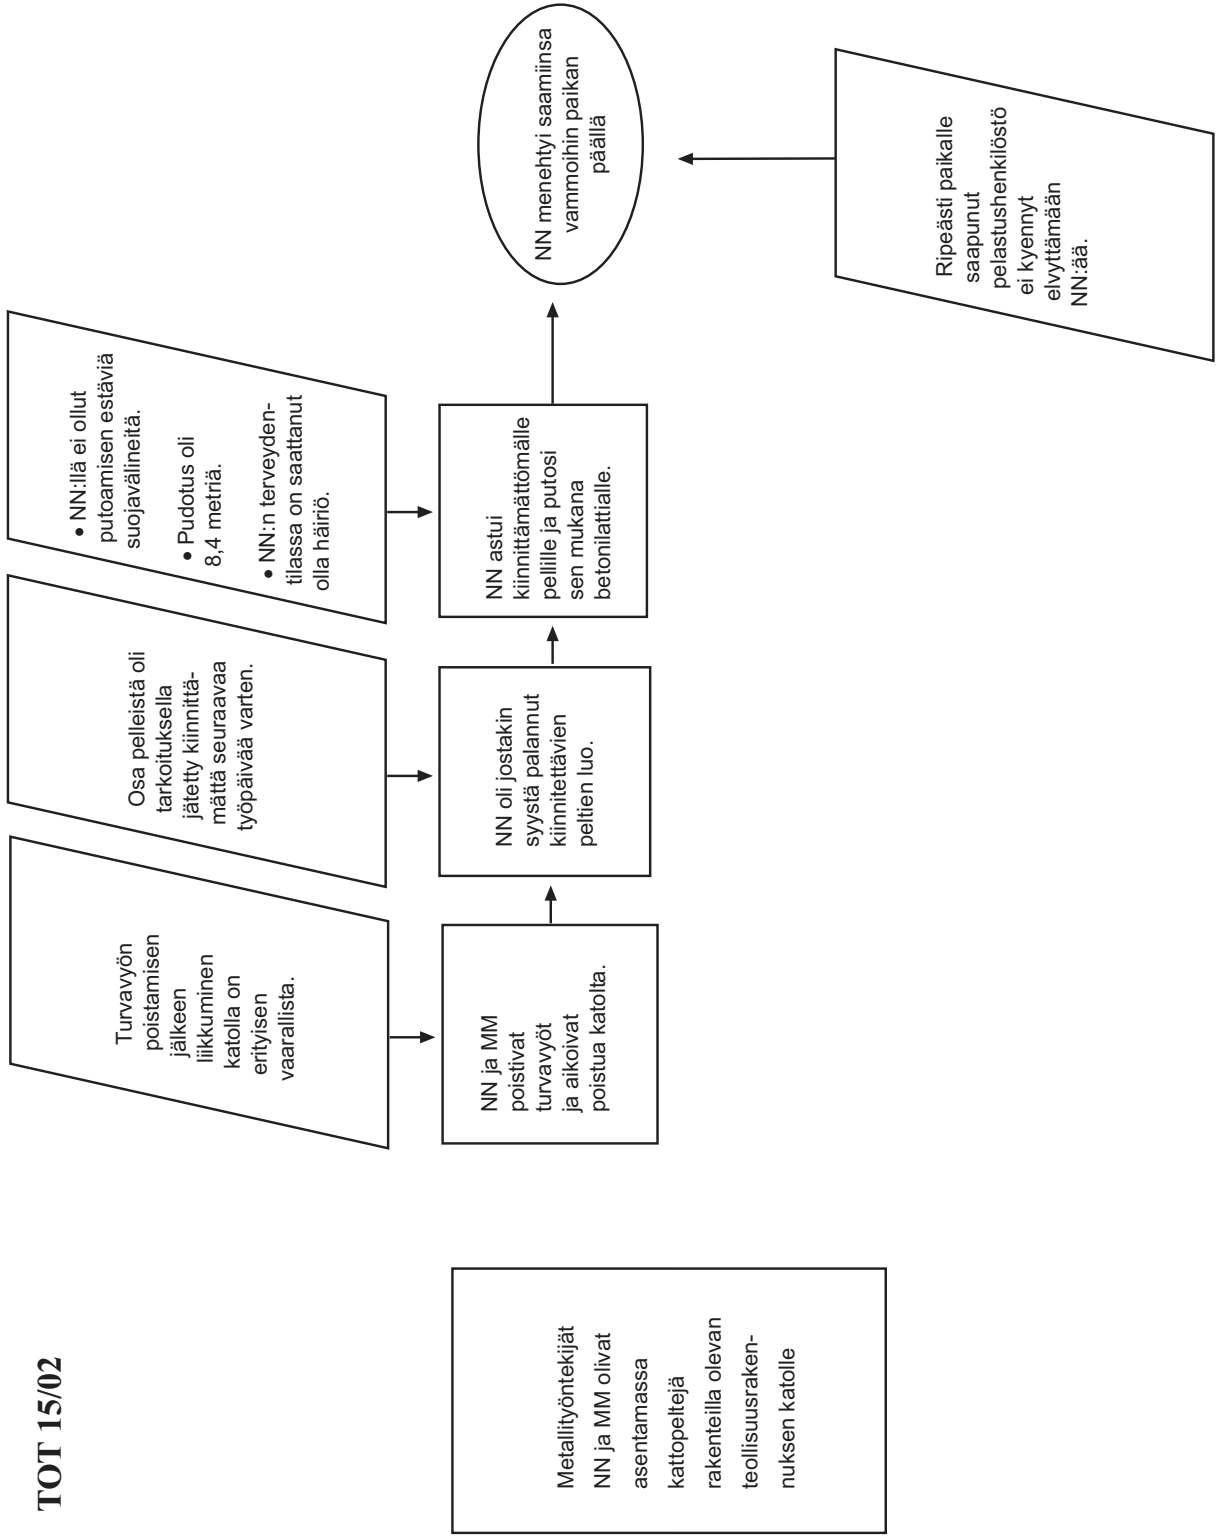 TOT 15/02
Metallityöntekijät
NN ja MM olivat
asentamassa
kattopeltejä
rakenteilla olevan
teollisuusraken-
nuksen katolle
Turvavyön
poistamisen
jälkeen
liikkuminen
katolla on
erityisen
vaarallista.
NN ja MM
poistivat
turvavyöt
ja aikoivat
poistua katolta.
Osa pelleistä oli
tarkoituksella
jätetty kiinnittä-
mättä seuraavaa
työpäivää varten.
NN oli jostakin
syystä palannut
kiinnitettävien
peltien luo.
• NN:llä ei ollut
putoamisen estäviä
suojavälineitä.
• Pudotus oli
8,4 metriä.
• NN:n terveyden-
tilassa on saattanut
olla häiriö.
NN astui
kiinnittämättömälle
pellille ja putosi
sen mukana
betonilattialle.
NN menehtyi saamiinsa
vammoihin paikan
päällä
Ripeästi paikalle
saapunut
pelastushenkilöstö
ei kyennyt
elvyttämään
NN:ää.